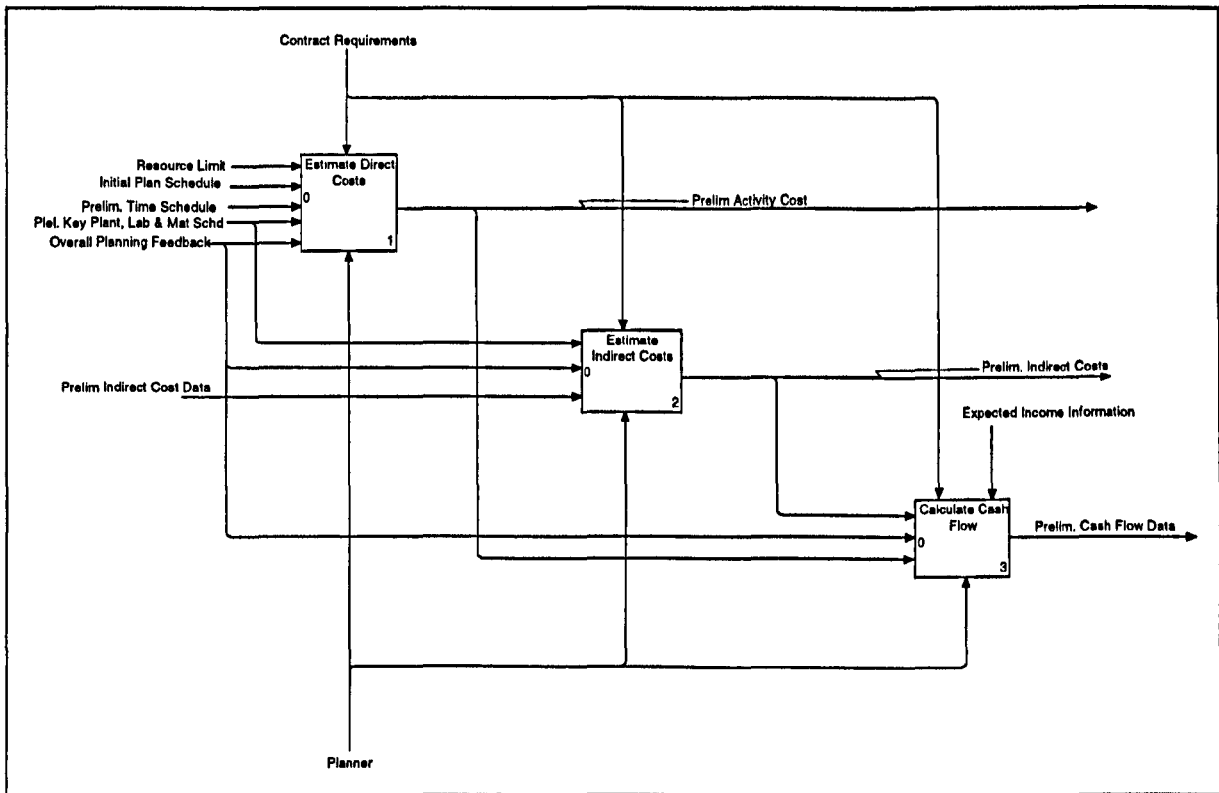 Contract Requirements
Resource Limit
Initial Plan Schedule
Prelim. Time Schedule
Plel. Key Plant, Lab & Mat Schd
Overall Planning Feedback
Estimate Direct
Costs
0
1
Prelim Activity Cost
Estimate
Indirect Costs
0
2
Prelim Indirect Cost Data
Prelim. Indirect Costs
Expected Income Information
Calculate Cash
Flow
0
3
Prelim. Cash Flow Data
Planner